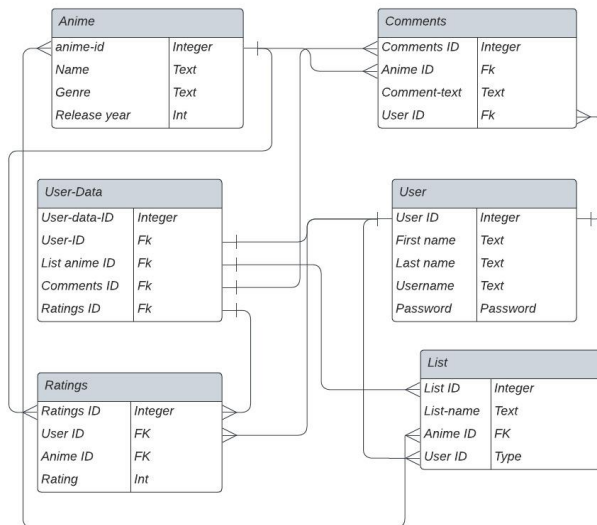 Anime
anime-id Integer
Name Text
Genre Text
Release year Int
Comments
Comments ID Integer
Anime ID Fk
Comment-text Text
User ID Fk
User-Data
User-data-ID Integer
User-ID Fk
List anime ID Fk
Comments ID Fk
Ratings ID Fk
User
User ID Integer
First name Text
Last name Text
Username Text
Password Password
Ratings
Ratings ID Integer
User ID FK
Anime ID FK
Rating Int
List
List ID Integer
List-name Text
Anime ID FK
User ID Type